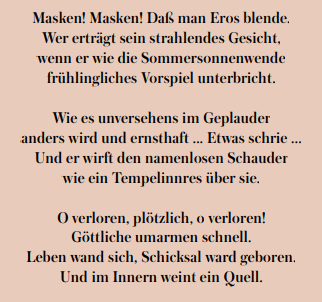 Masken! Masken! Daß man Eros blende.
Wer erträgt sein strahlendes Gesicht,
wenn er wie die Sommersonnenwende
frühlingliches Vorspiel unterbricht.

Wie es unversehens im Geplauder
anders wird und ernsthaft ... Etwas schrie ...
Und er wirft den namenlosen Schauder
wie ein Tempelinnres über sie.

O verloren, plötzlich, o verloren!
Göttliche umarmen schnell.
Leben wand sich, Schicksal ward geboren.
Und im Innern weint ein Quell.